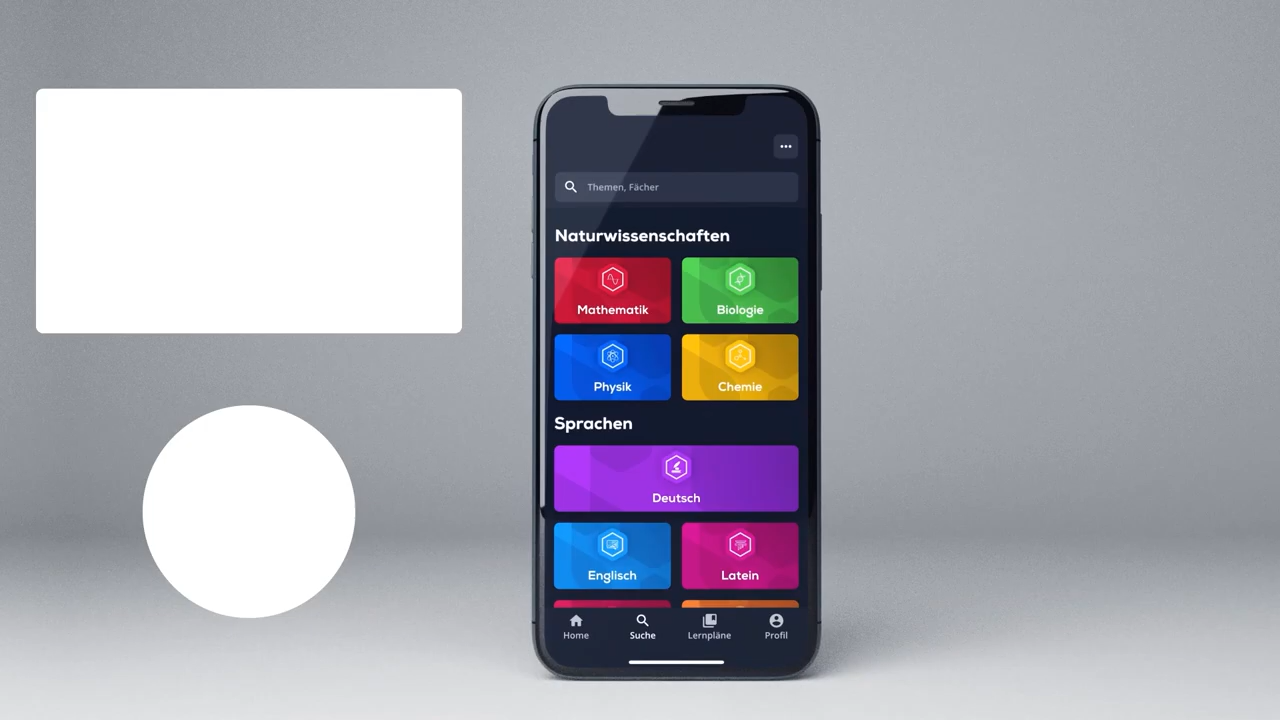 Themen, Fächer
Naturwissenschaften
Mathematik
Biologie
Physik
Chemie
Sprachen
Deutsch
Englisch
Latein
Home
Suche
Lernpläne
Profil